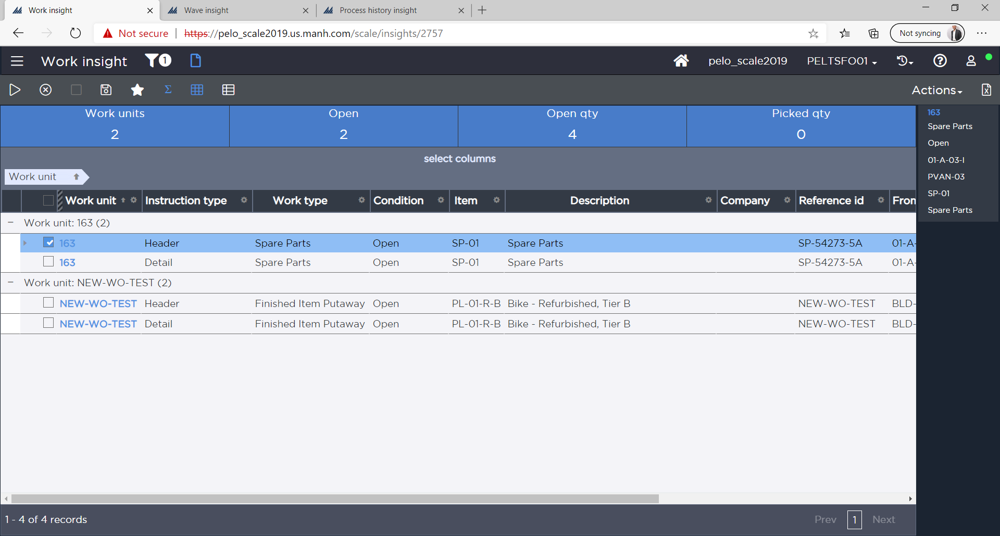 Work insight
Wave insight
Process history insight
Not secure
https://pelo_scale2019.us.manh.com/scale/insights/2757
Not syncing
Work insight
1
pelo_scale2019
PELTSFO01
Actions
Work units
2
Open
2
Open qty
4
Picked qty
0
select columns
Work unit
Work unit Instruction type Work type Condition Item Description Company Reference id From
Work unit: 163 (2)
163 Header Spare Parts Open SP-01 Spare Parts SP-54273-5A 01-A-
163 Detail Spare Parts Open SP-01 Spare Parts SP-54273-5A 01-A-
Work unit: NEW-WO-TEST (2)
NEW-WO-TEST Header Finished Item Putaway Open PL-01-R-B Bike - Refurbished, Tier B NEW-WO-TEST BLD-
NEW-WO-TEST Detail Finished Item Putaway Open PL-01-R-B Bike - Refurbished, Tier B NEW-WO-TEST BLD-
1 - 4 of 4 records
Prev 1 Next
163
Spare Parts
Open
01-A-03-I
PVAN-03
SP-01
Spare Parts